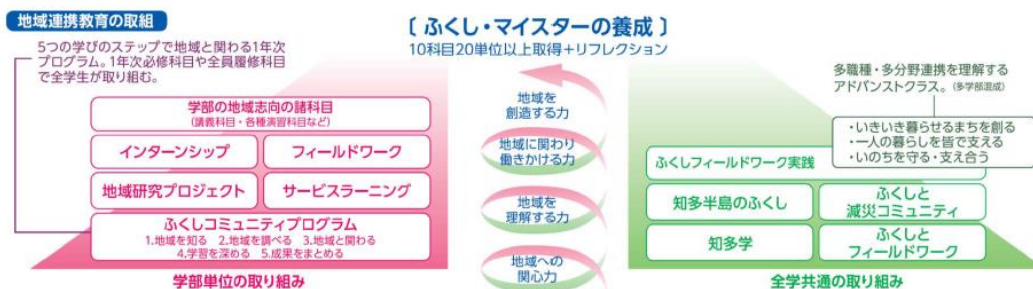 地域連携教育の取組
5つの学びのステップで地域と関わる1年次
プログラム。1年次必修科目や全員履修科目
で全学生が取り組む。
〔ふくし・マイスターの養成〕
10科目20単位以上取得+リフレクション
学部の地域志向の諸科目
(講義科目・各種演習科目など)
インターンシップ
フィールドワーク
地域研究プロジェクト
サービスラーニング
ふくしコミュニティプログラム
1.地域を知る 2.地域を調べる 3.地域と関わる
4.学習を深める 5.成果をまとめる
学部単位の取り組み
地域を
創造する力
地域に関わり
働きかける力
地域を
理解する力
地域への
関心力
多職種・多分野連携を理解する
アドバンストクラス。(多学部混成)
・いきいき暮らせるまちを創る
・一人の暮らしを皆で支える
・いのちを守る・支え合う
ふくしフィールドワーク実践
知多半島のふくし
ふくしと
減災コミュニティ
知多学
ふくしと
フィールドワーク
全学共通の取り組み